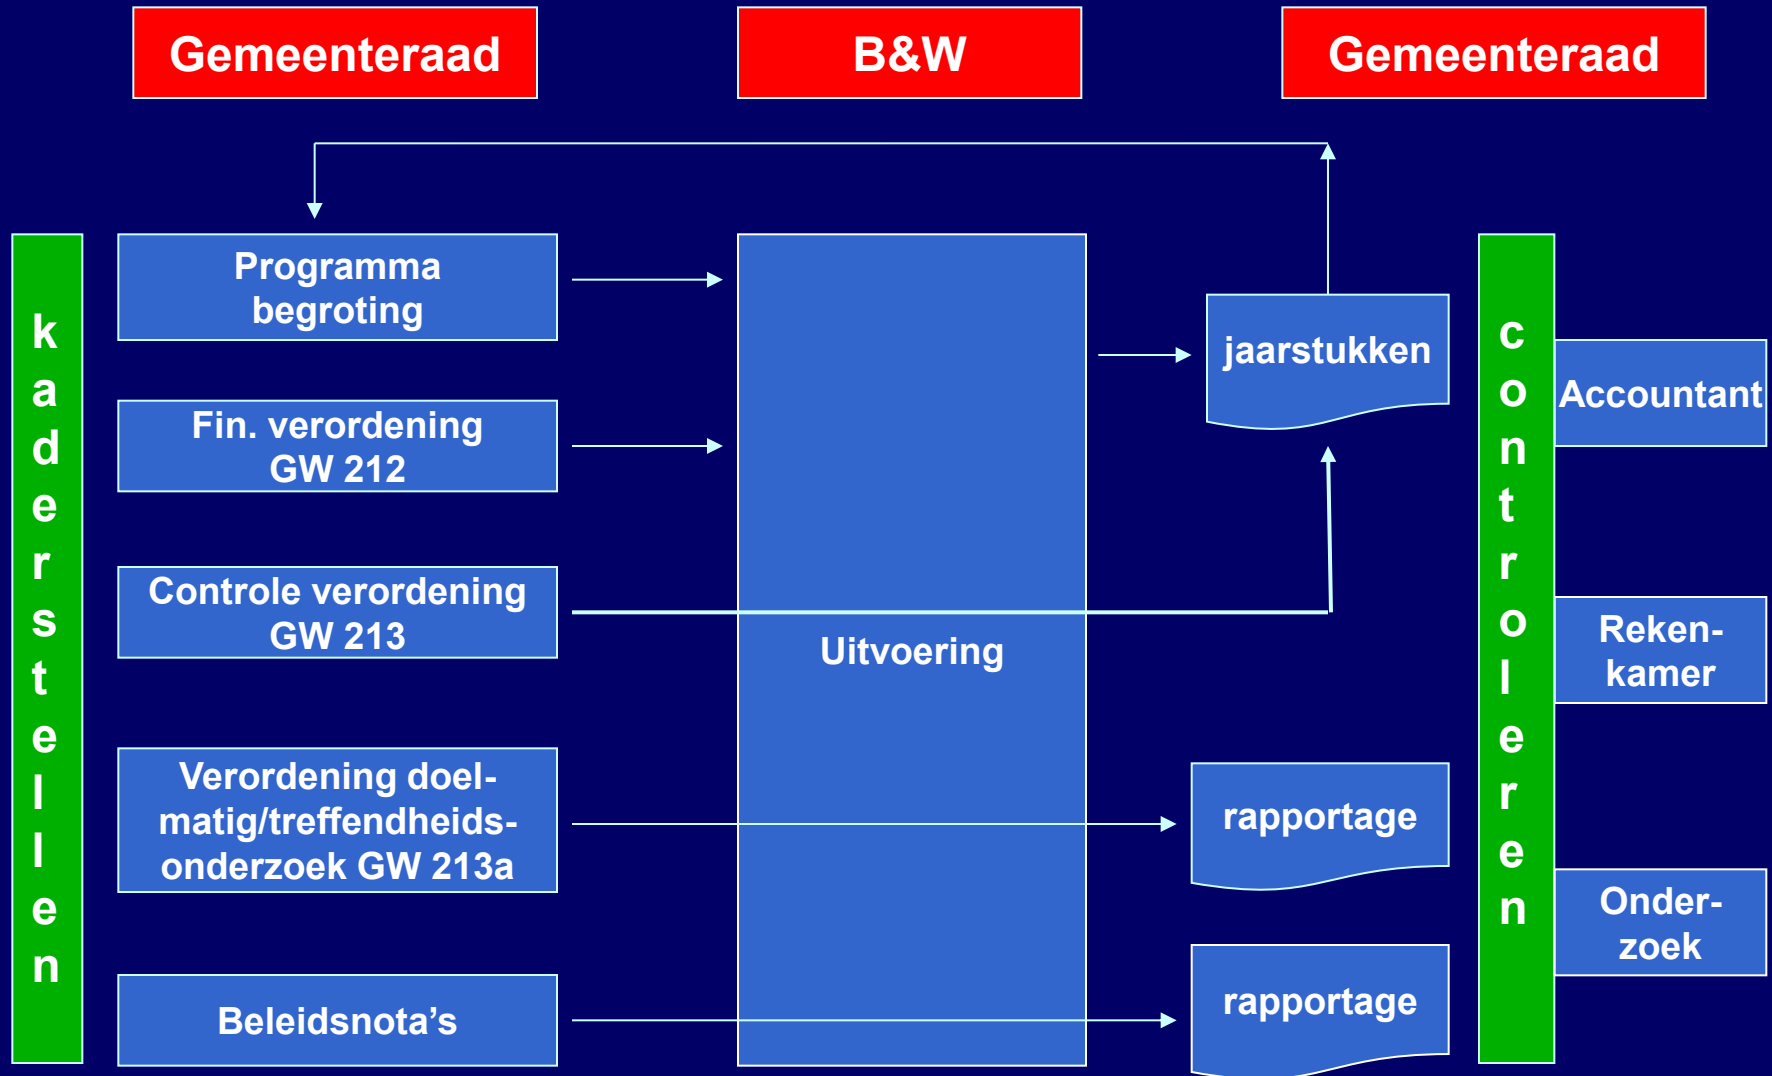 Gemeenteraad
B&W
Gemeenteraad
kaderstellen
Programma
begroting
Fin. verordening
GW 212
Controle verordening
GW 213
Verordening doel-
matig/treffendheids-
onderzoek GW 213a
Beleidsnota’s
Uitvoering
jaarstukken
rapportage
rapportage
controleren
Accountant
Reken-
kamer
Onder-
zoek